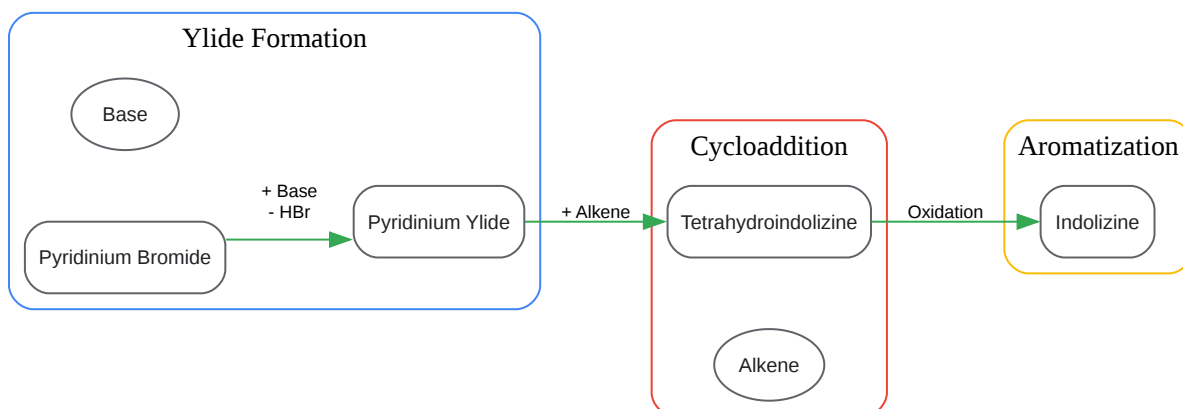 Ylide Formation
Base
+ Base
- HBr
Pyridinium Bromide
Pyridinium Ylide
+ Alkene
Cycloaddition
Tetrahydroindolizine
Alkene
Oxidation
Aromatization
Indolizine